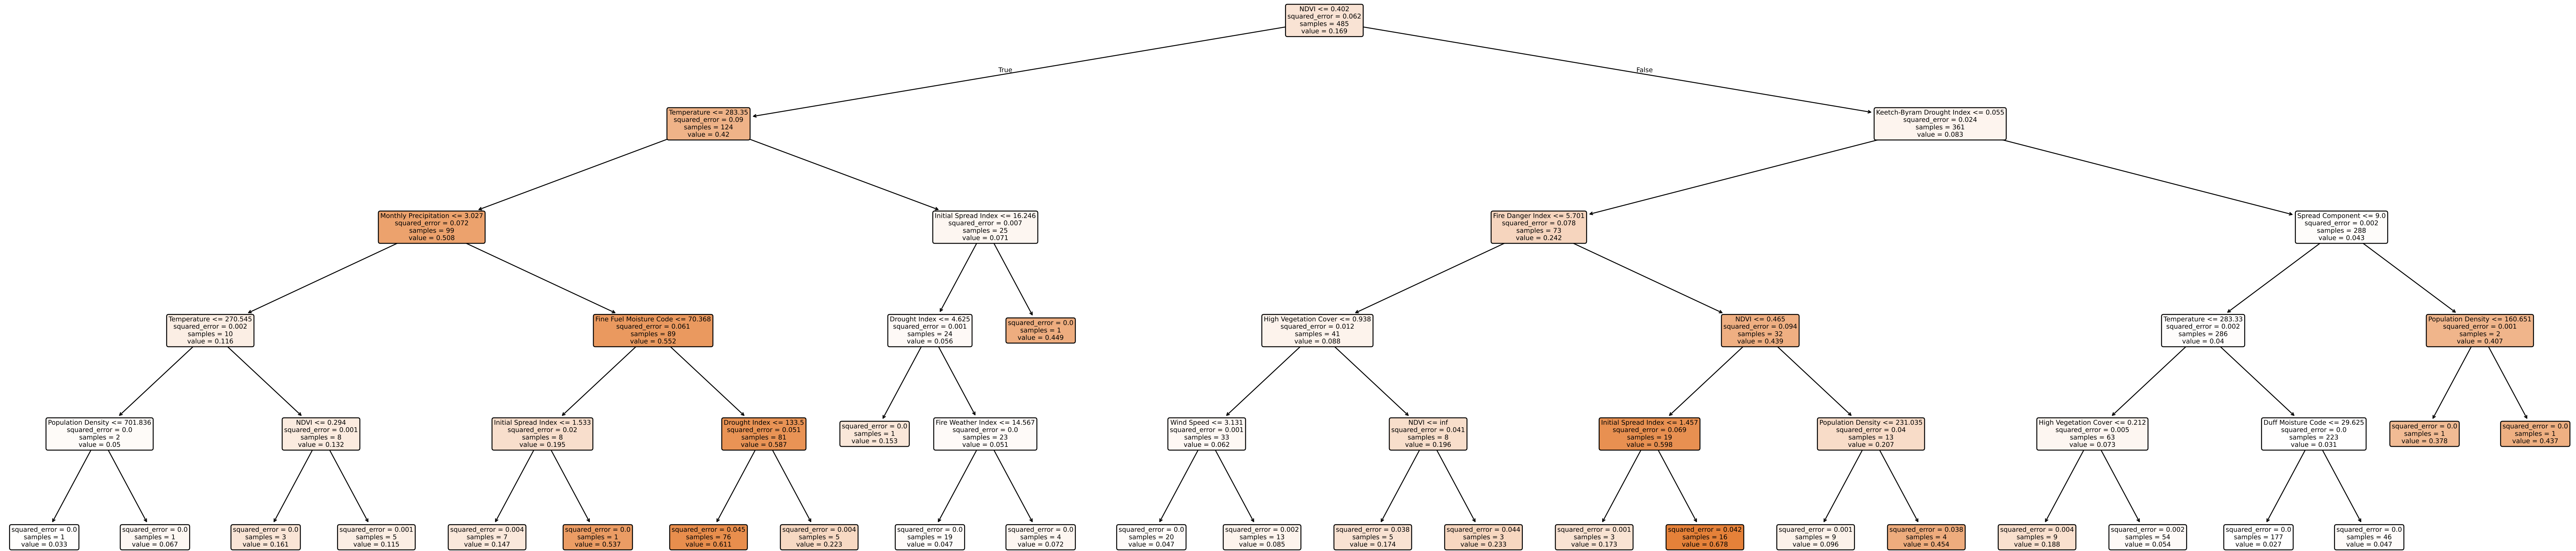 NDVI <= 0.402
squared_error = 0.062
samples = 485
value = 0.169
True
False
Temperature <= 283.35
squared_error = 0.09
samples = 124
value = 0.42
Keetch-Byram Drought Index <= 0.055
squared_error = 0.024
samples = 361
value = 0.083
Monthly Precipitation <= 3.027
squared_error = 0.072
samples = 99
value = 0.508
Initial Spread Index <= 16.246
squared_error = 0.007
samples = 25
value = 0.071
Fire Danger Index <= 5.701
squared_error = 0.078
samples = 73
value = 0.242
Spread Component <= 9.0
squared_error = 0.002
samples = 288
value = 0.043
Temperature <= 270.545
squared_error = 0.002
samples = 10
value = 0.116
Fine Fuel Moisture Code <= 70.368
squared_error = 0.061
samples = 89
value = 0.552
Drought Index <= 4.625
squared_error = 0.001
samples = 24
value = 0.056
squared_error = 0.0
samples = 1
value = 0.449
High Vegetation Cover <= 0.938
squared_error = 0.012
samples = 41
value = 0.088
NDVI <= 0.465
squared_error = 0.094
samples = 32
value = 0.439
Temperature <= 283.33
squared_error = 0.002
samples = 286
value = 0.04
Population Density <= 160.651
squared_error = 0.001
samples = 2
value = 0.407
Population Density <= 701.836
squared_error = 0.0
samples = 2
value = 0.05
NDVI <= 0.294
squared_error = 0.001
samples = 8
value = 0.132
Initial Spread Index <= 1.533
squared_error = 0.02
samples = 8
value = 0.195
Drought Index <= 133.5
squared_error = 0.051
samples = 81
value = 0.587
squared_error = 0.0
samples = 1
value = 0.153
Fire Weather Index <= 14.567
squared_error = 0.0
samples = 23
value = 0.051
Wind Speed <= 3.131
squared_error = 0.001
samples = 33
value = 0.062
NDVI <= inf
squared_error = 0.041
samples = 8
value = 0.196
Initial Spread Index <= 1.457
squared_error = 0.069
samples = 19
value = 0.598
Population Density <= 231.035
squared_error = 0.04
samples = 13
value = 0.207
High Vegetation Cover <= 0.212
squared_error = 0.005
samples = 63
value = 0.073
Duff Moisture Code <= 29.625
squared_error = 0.0
samples = 223
value = 0.031
squared_error = 0.0
samples = 1
value = 0.378
squared_error = 0.0
samples = 1
value = 0.437
squared_error = 0.0
samples = 1
value = 0.033
squared_error = 0.0
samples = 1
value = 0.067
squared_error = 0.0
samples = 3
value = 0.161
squared_error = 0.001
samples = 5
value = 0.115
squared_error = 0.004
samples = 7
value = 0.147
squared_error = 0.0
samples = 1
value = 0.537
squared_error = 0.045
samples = 76
value = 0.611
squared_error = 0.004
samples = 5
value = 0.223
squared_error = 0.0
samples = 19
value = 0.047
squared_error = 0.0
samples = 4
value = 0.072
squared_error = 0.0
samples = 20
value = 0.047
squared_error = 0.002
samples = 13
value = 0.085
squared_error = 0.038
samples = 5
value = 0.174
squared_error = 0.044
samples = 3
value = 0.233
squared_error = 0.001
samples = 3
value = 0.173
squared_error = 0.042
samples = 16
value = 0.678
squared_error = 0.001
samples = 9
value = 0.096
squared_error = 0.038
samples = 4
value = 0.454
squared_error = 0.004
samples = 9
value = 0.188
squared_error = 0.002
samples = 54
value = 0.054
squared_error = 0.0
samples = 177
value = 0.027
squared_error = 0.0
samples = 46
value = 0.047